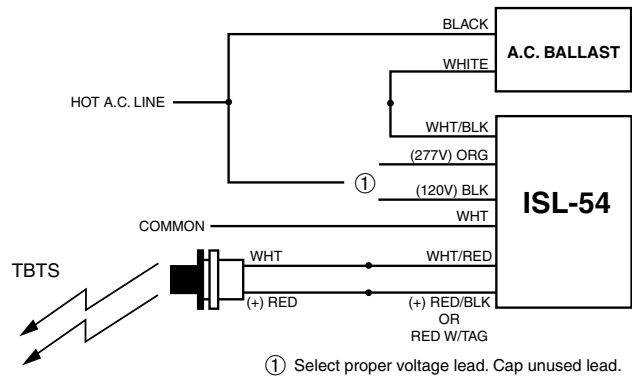 BLACK
A.C. BALLAST
WHITE
HOT A.C. LINE
WHT/BLK
(277V) ORG
①
(120V) BLK
ISL-54
WHT
COMMON
TBTS
WHT
WHT/RED
(+) RED
(+) RED/BLK
OR
RED W/TAG
① Select proper voltage lead. Cap unused lead.